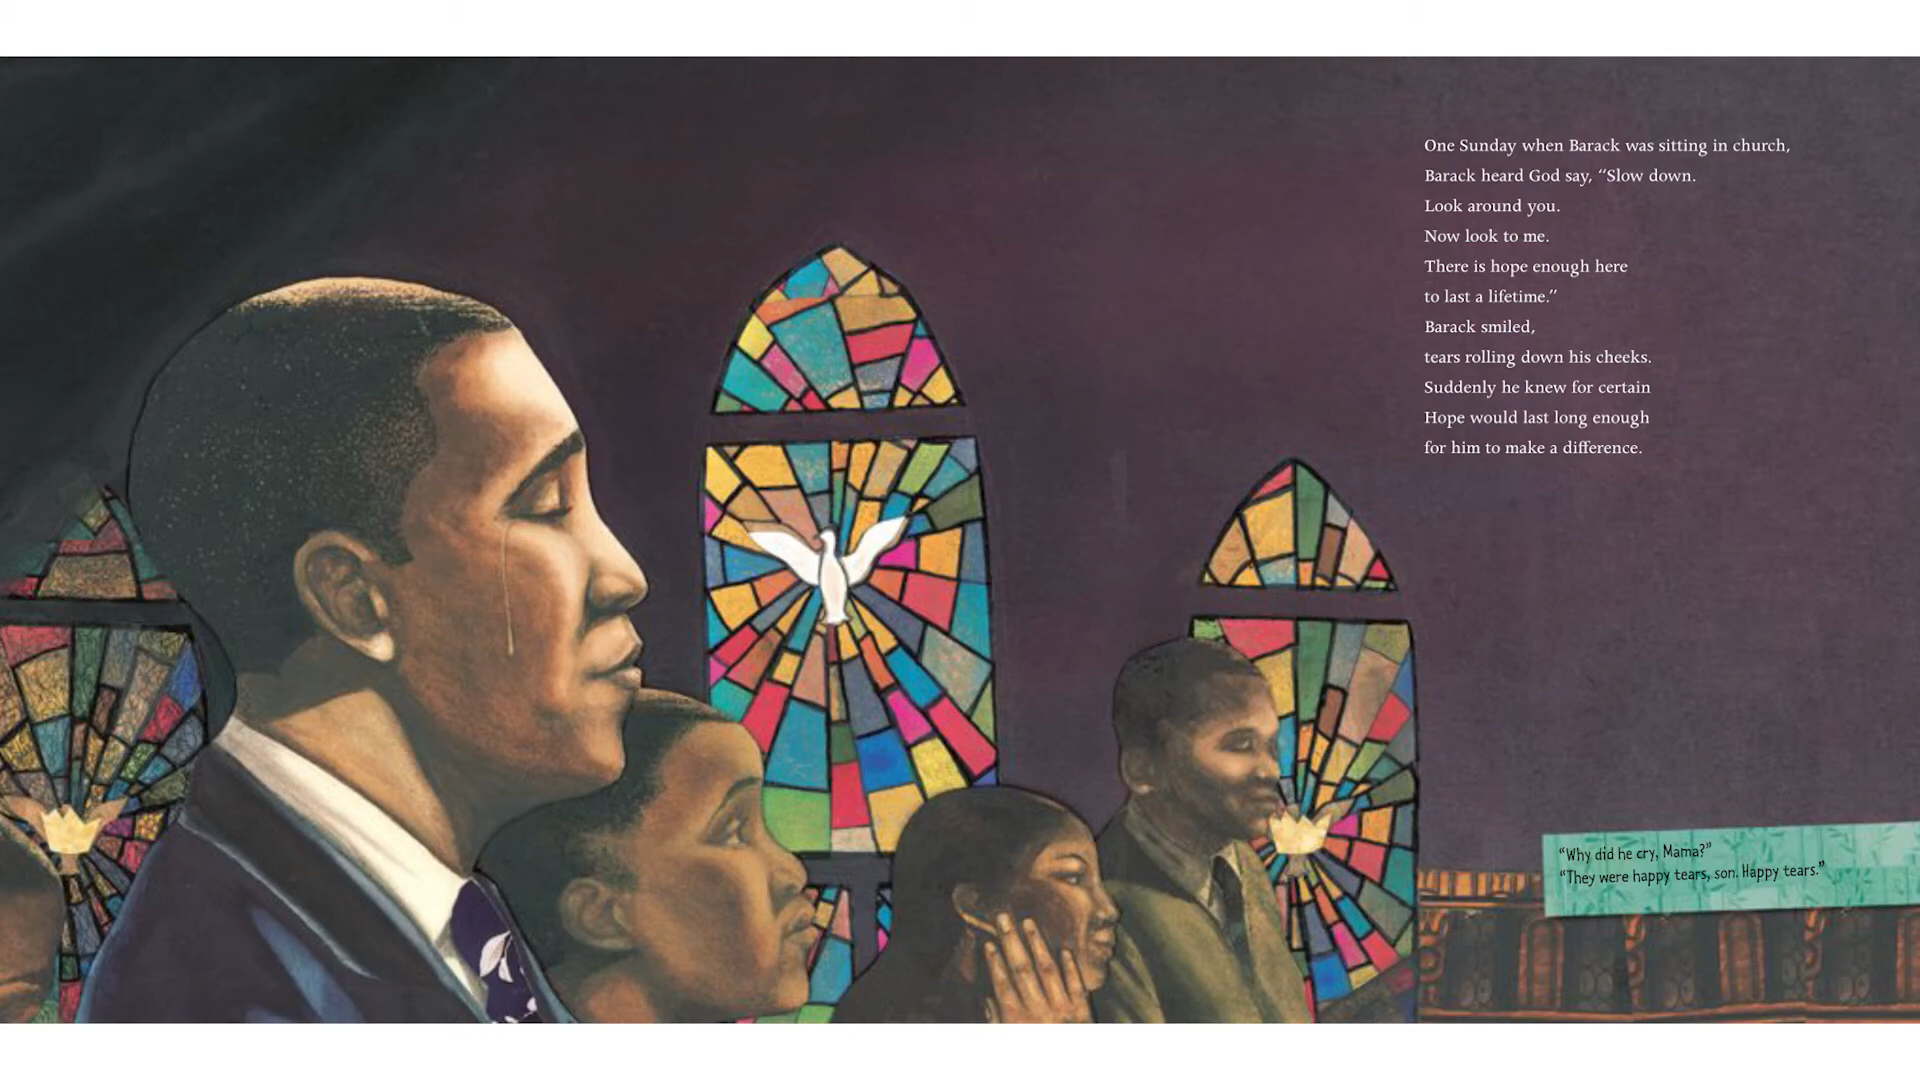 One Sunday when Barack was sitting in church,
Barack heard God say, “Slow down.
Look around you.
Now look to me.
There is hope enough here
to last a lifetime.”
Barack smiled,
tears rolling down his cheeks.
Suddenly he knew for certain
Hope would last long enough
for him to make a difference.
“Why did he cry, Mama?”
“They were happy tears, son. Happy tears.”